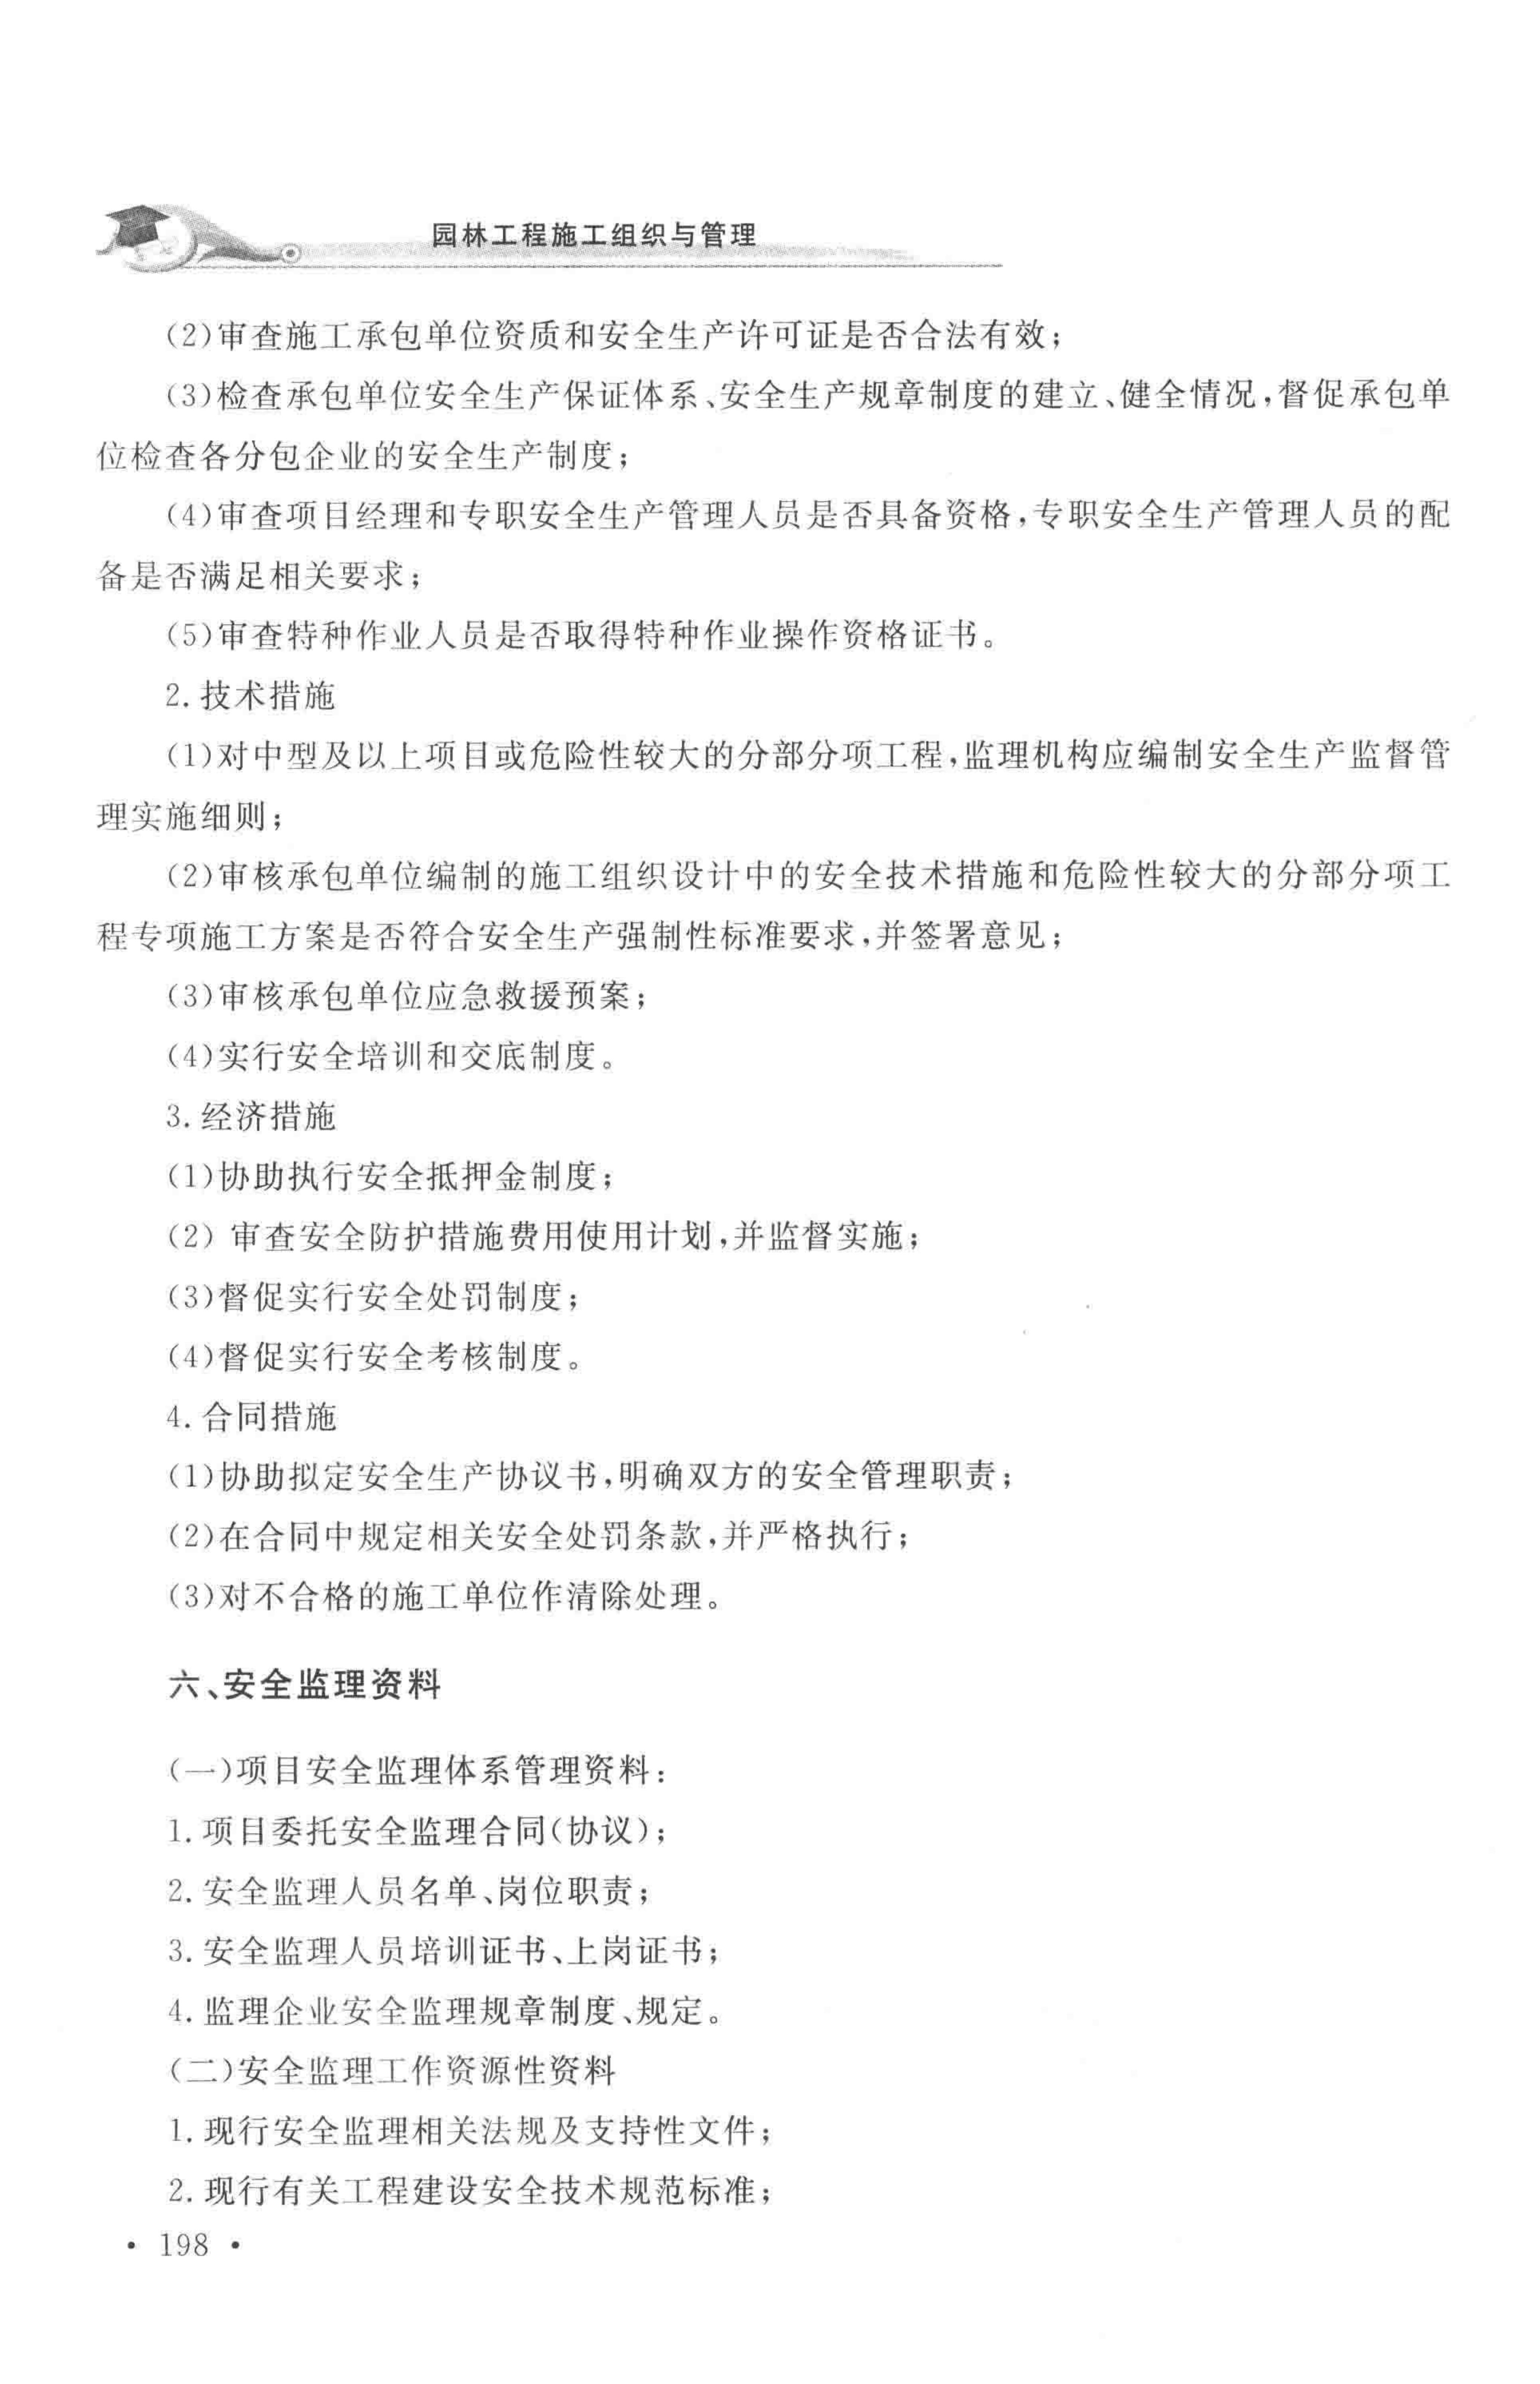 园林工程施工组织与管理
(2)审查施工承包单位资质和安全生产许可证是否合法有效；
(3)检查承包单位安全生产保证体系、安全生产规章制度的建立、健全情况，督促承包单
位检查各分包企业的安全生产制度；
(4)审查项目经理和专职安全生产管理人员是否具备资格，专职安全生产管理人员的配
备是否满足相关要求；
(5)审查特种作业人员是否取得特种作业操作资格证书。
2. 技术措施
(1)对中型及以上项目或危险性较大的分部分项工程，监理机构应编制安全生产监督管
理实施细则；
(2)审核承包单位编制的施工组织设计中的安全技术措施和危险性较大的分部分项工
程专项施工方案是否符合安全生产强制性标准要求，并签署意见；
(3)审核承包单位应急救援预案；
(4)实行安全培训和交底制度。
3. 经济措施
(1)协助执行安全抵押金制度；
(2) 审查安全防护措施费用使用计划，并监督实施；
(3)督促实行安全处罚制度；
(4)督促实行安全考核制度。
4. 合同措施
(1)协助拟定安全生产协议书，明确双方的安全管理职责；
(2)在合同中规定相关安全处罚条款，并严格执行；
(3)对不合格的施工单位作清除处理。
六、安全监理资料
(一)项目安全监理体系管理资料：
1. 项目委托安全监理合同(协议)；
2. 安全监理人员名单、岗位职责；
3. 安全监理人员培训证书、上岗证书；
4. 监理企业安全监理规章制度、规定。
(二)安全监理工作资源性资料
1. 现行安全监理相关法规及支持性文件；
2. 现行有关工程建设安全技术规范标准；
• 198 •